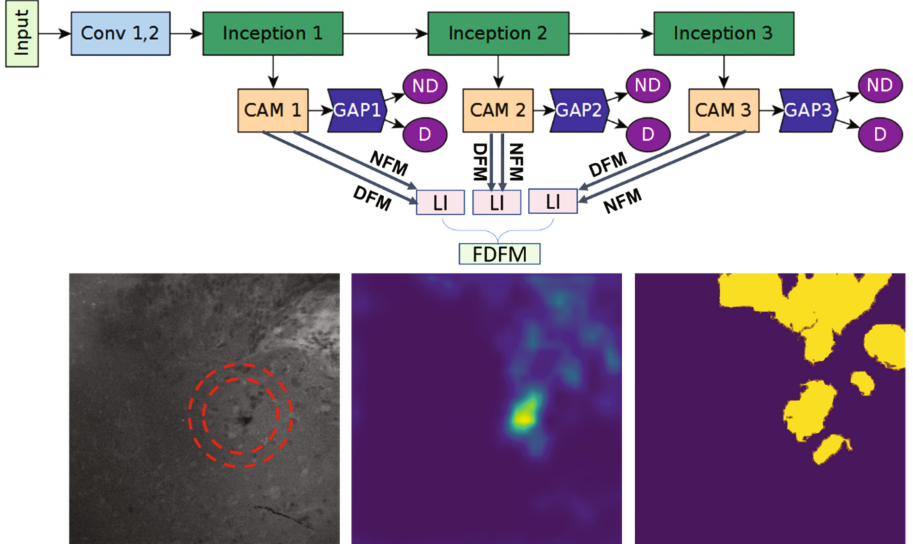 Input
Conv 1,2
Inception 1
Inception 2
Inception 3
CAM 1
GAP1
ND
D
CAM 2
GAP2
ND
D
CAM 3
GAP3
ND
D
NFM
DFM
DFM
NFM
DFM
NFM
LI
LI
LI
FDFM